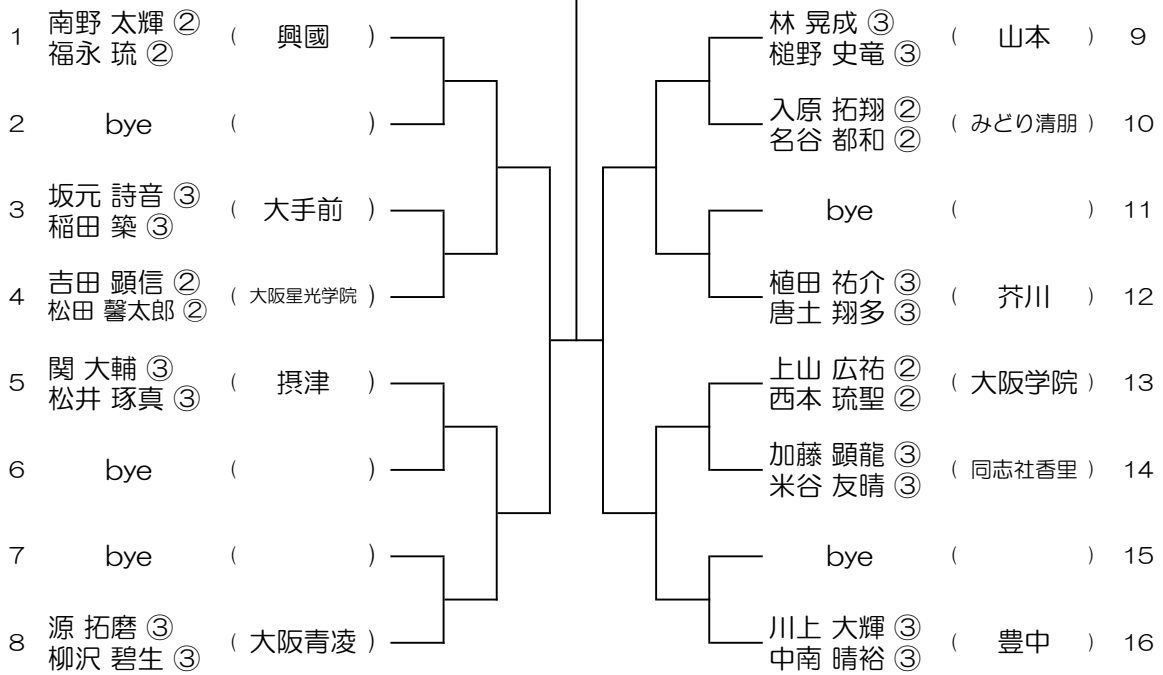 1 南野 太輝 ② ( 興國 )
福永 琉 ②
2 bye ( )
3 坂元 詩音 ③ ( 大手前 )
稲田 築 ③
4 吉田 顕信 ② ( 大阪星光学院 )
松田 馨太郎 ②
5 関 大輔 ③ ( 摂津 )
松井 琢真 ③
6 bye ( )
7 bye ( )
8 源 拓磨 ③ ( 大阪青凌 )
柳沢 碧生 ③
林 晃成 ③ ( 山本 ) 9
槌野 史竜 ③
入原 拓翔 ② ( みどり清朋 ) 10
名谷 都和 ②
bye ( ) 11
植田 祐介 ③ ( 芥川 ) 12
唐土 翔多 ③
上山 広祐 ② ( 大阪学院 ) 13
西本 琉聖 ②
加藤 顕龍 ③ ( 同志社香里 ) 14
米谷 友晴 ③
bye ( ) 15
川上 大輝 ③ ( 豊中 ) 16
中南 晴裕 ③